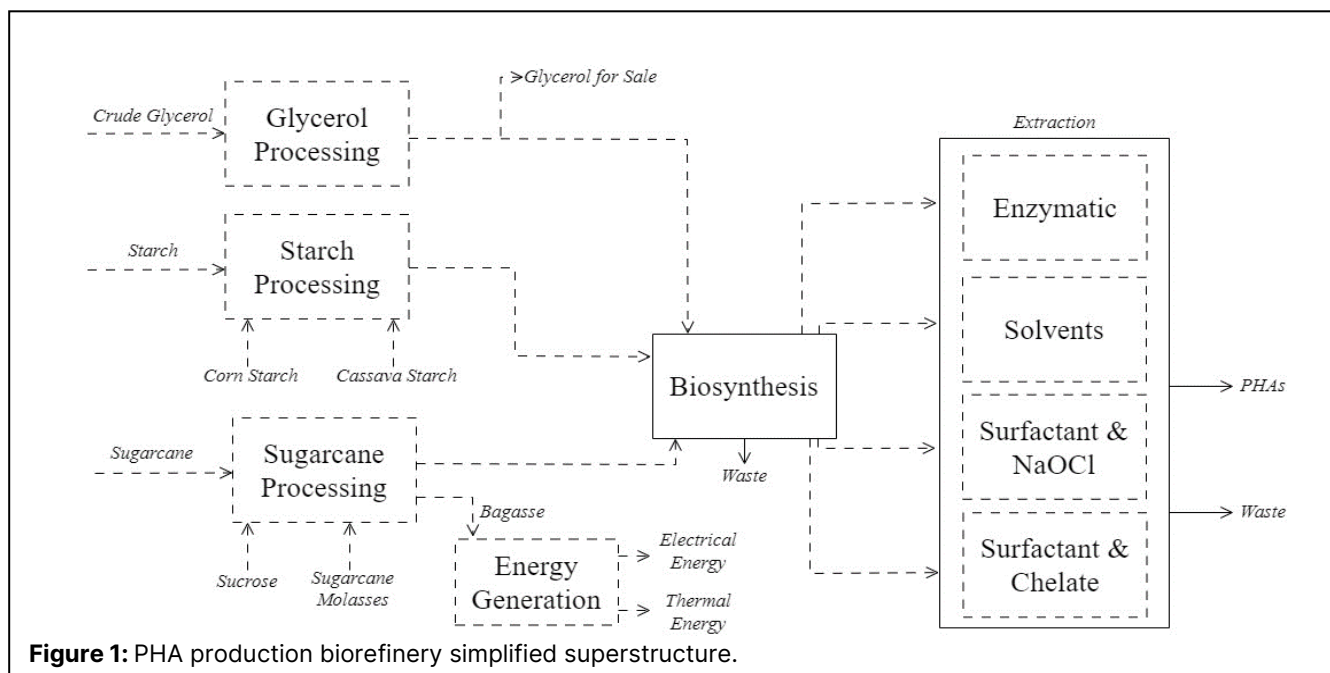 Glycerol for Sale
Crude Glycerol
Glycerol
Processing
Extraction
Enzymatic
Starch
Starch
Processing
Solvents
Corn Starch
Cassava Starch
Biosynthesis
PHAs
Sugarcane
Sugarcane
Processing
Surfactant &
NaOCl
Waste
Bagasse
Waste
Sucrose
Sugarcane
Molasses
Energy
Generation
Electrical
Energy
Thermal
Energy
Surfactant &
Chelate
Figure 1: PHA production biorefinery simplified superstructure.